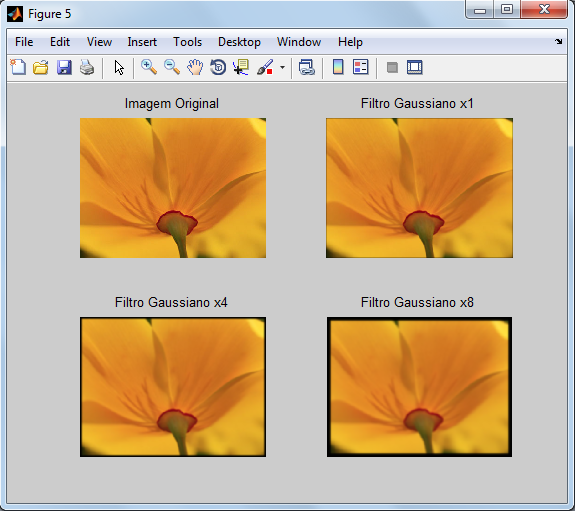 Figure 5
File Edit View Insert Tools Desktop Window Help
Imagem Original
Filtro Gaussiano x1
Filtro Gaussiano x4
Filtro Gaussiano x8